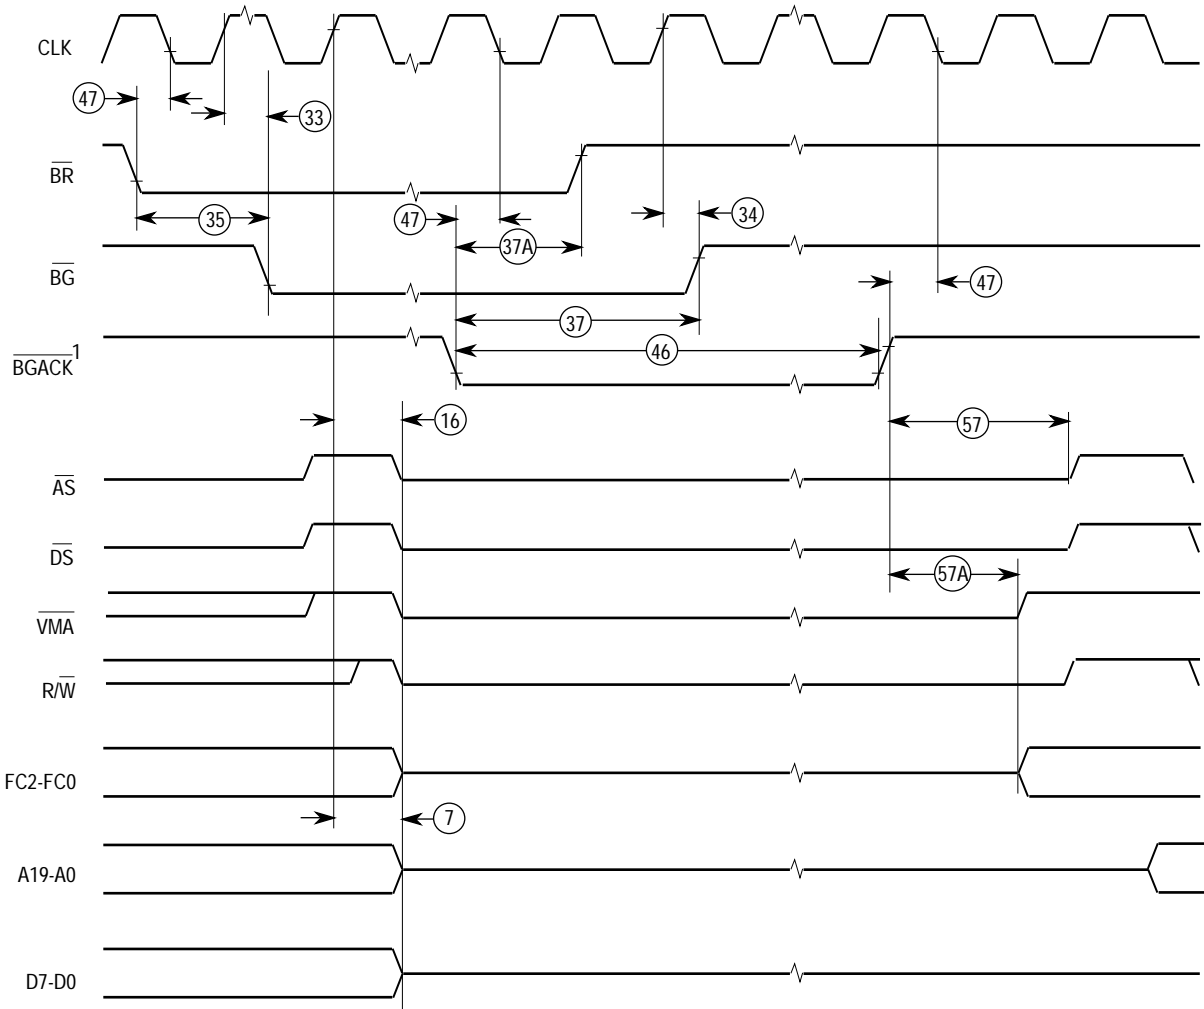 CLK
47
33
BR
35
47
34
37A
BG
47
37
BGACK1
46
16
57
AS
DS
57A
VMA
R/W
FC2-FC0
7
A19-A0
D7-D0